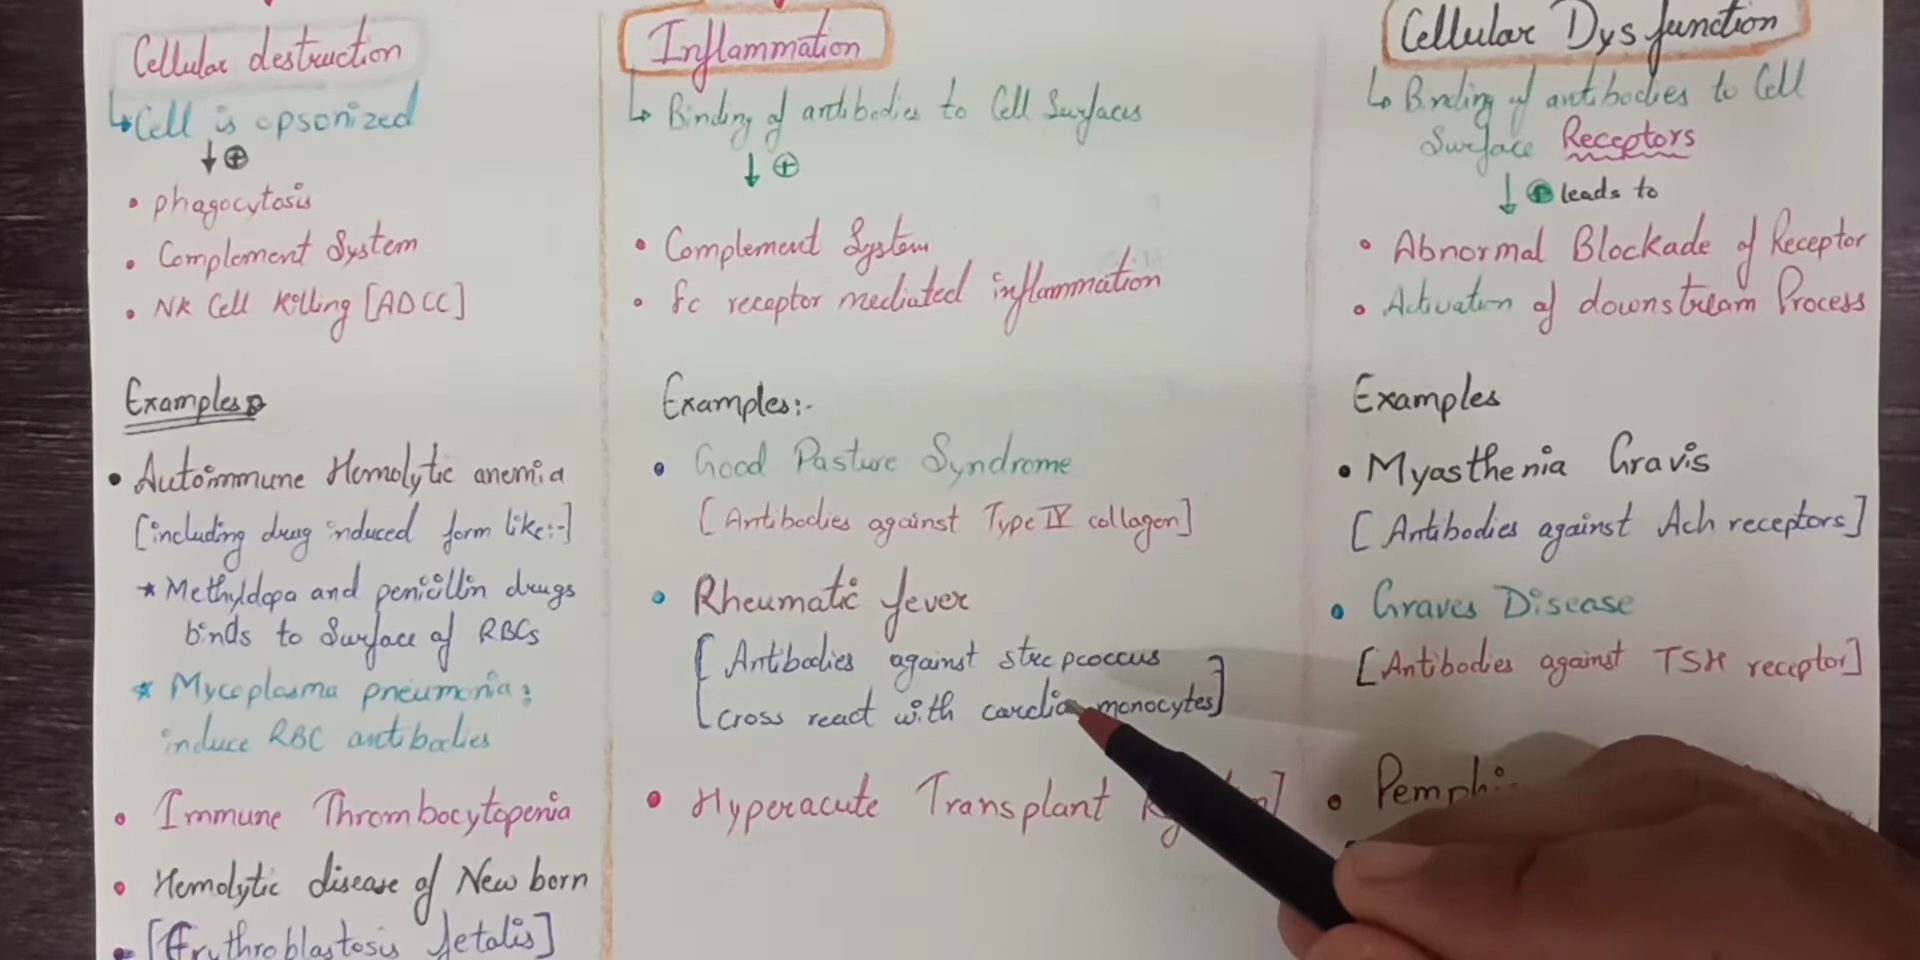 Cellular destruction
↳ Cell is opsonized
↓ ⊕
• phagocytosis
• Complement System
• NK Cell Killing [ADCC]
Examples
• Autoimmune Hemolytic anemia
[including drug induced form like:-]
* Methyldopa and penicillin drugs
binds to Surface of RBCs
* Mycoplasma pneumonia:
induce RBC antibodies
• Immune Thrombocytopenia
• Hemolytic disease of New born
• [Erythroblastosis fetalis]
Inflammation
↳ Binding of antibodies to Cell Surfaces
↓ ⊕
• Complement System
• fc receptor mediated inflammation
Examples:-
• Good Pasture Syndrome
[Antibodies against Type IV collagen]
• Rheumatic fever
[Antibodies against strepcoccus
cross react with cardiomonocytes]
• Hyperacute Transplant
Cellular Dysfunction
↳ Binding of antibodies to Cell
Surface Receptors
↓ leads to
• Abnormal Blockade of Receptor
• Activation of downstream Process
Examples
• Myasthenia Gravis
[Antibodies against Ach receptors]
• Graves Disease
[Antibodies against TSH receptor]
• Pemphi